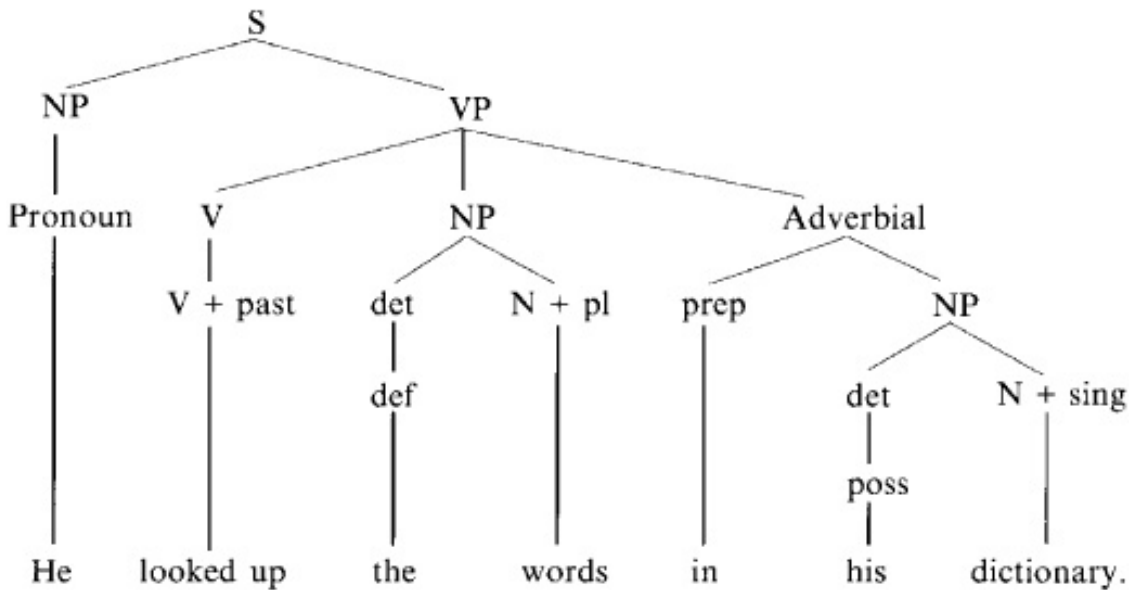 S
NP VP
Pronoun V NP Adverbial
V + past det N + pl prep NP
def det N + sing
poss
He looked up the words in his dictionary.